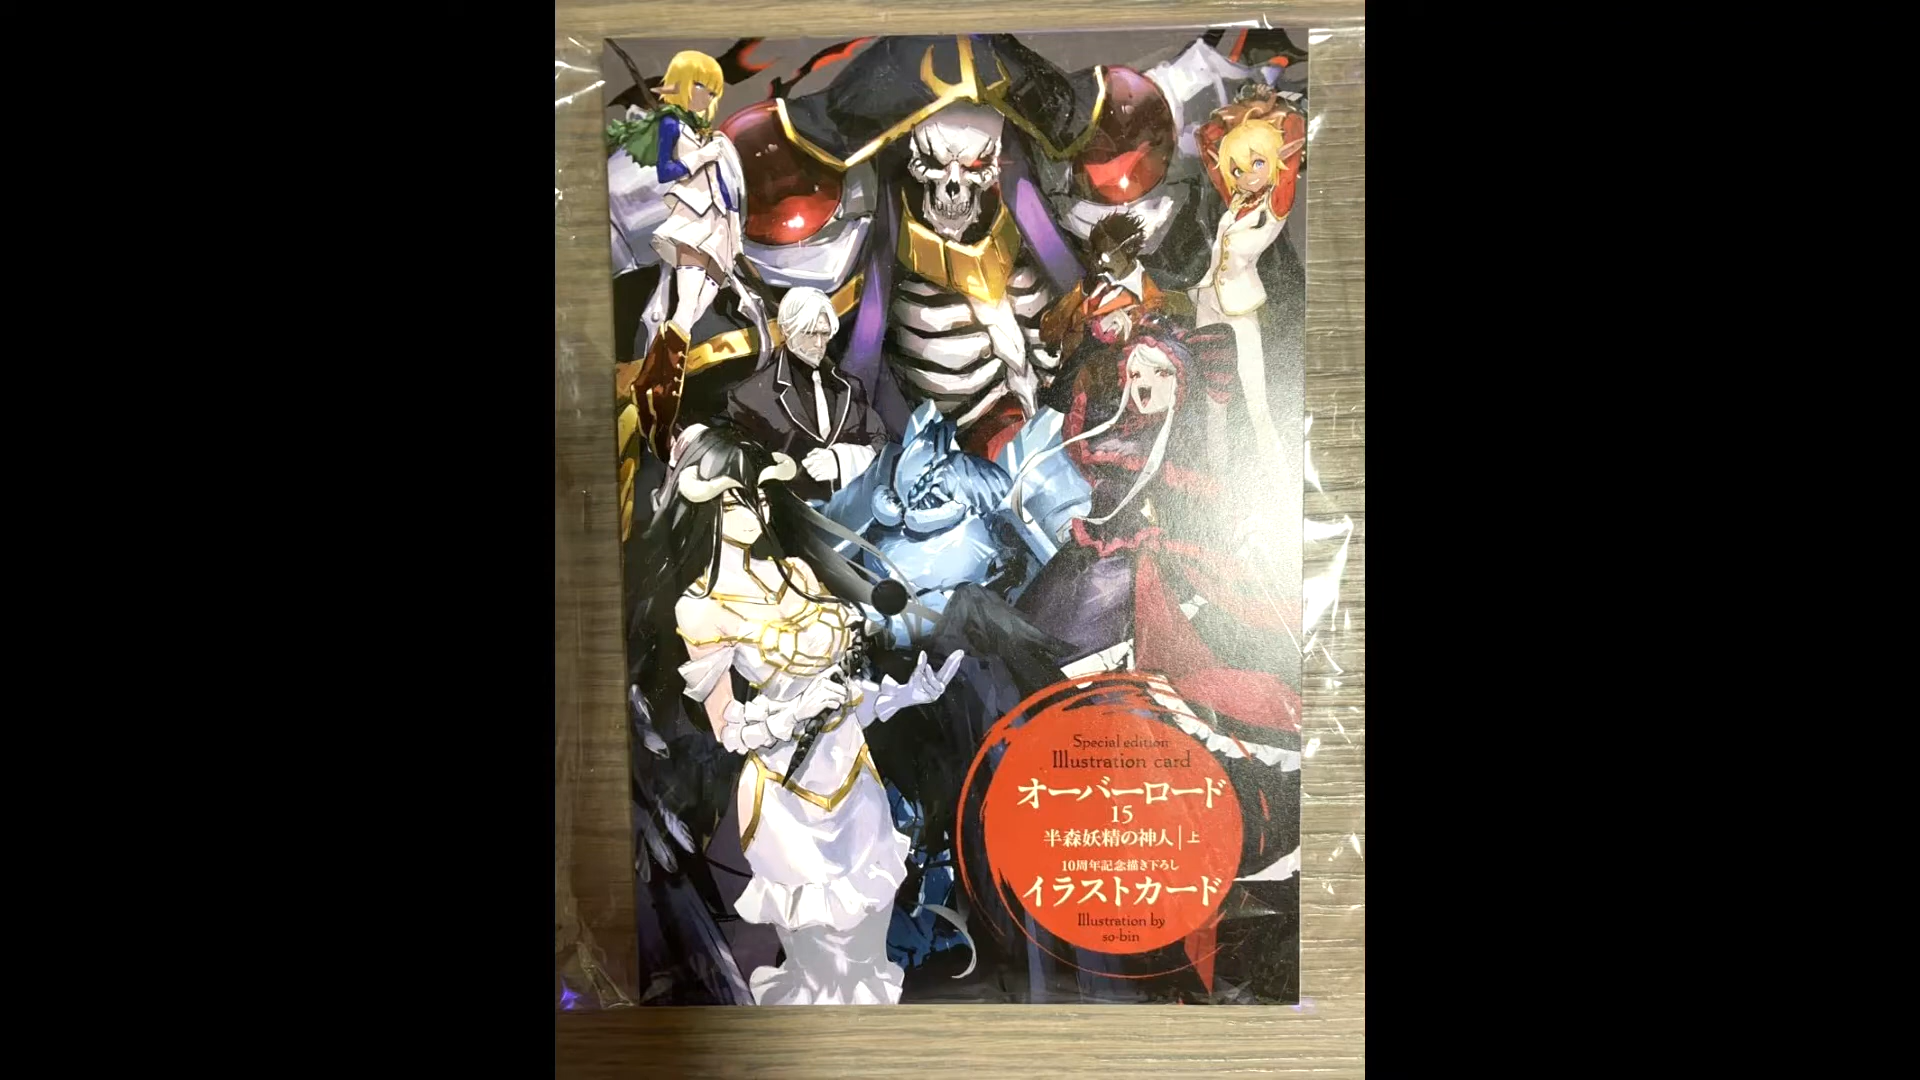 Special edition
Illustration card
オーバーロード
15
半森妖精の神人|上
10周年記念描き下ろし
イラストカード
Illustration by
so-bin